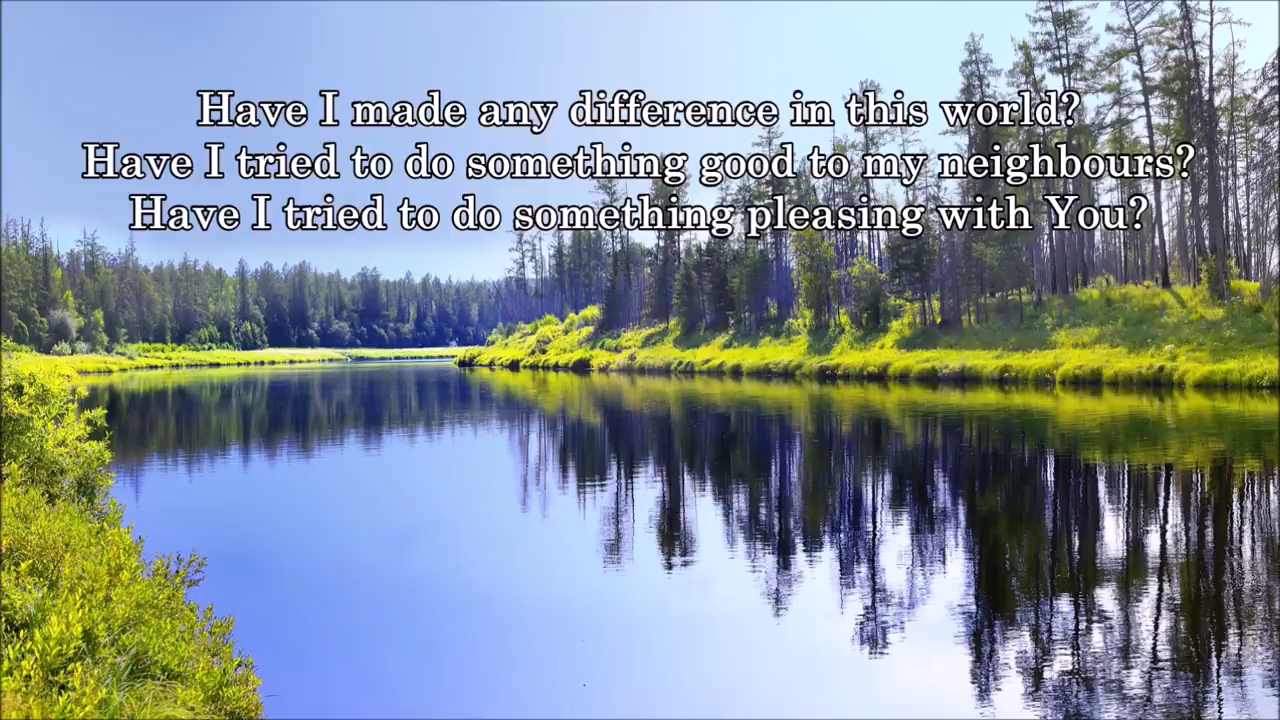 Have I made any difference in this world?
Have I tried to do something good to my neighbours?
Have I tried to do something pleasing with You?